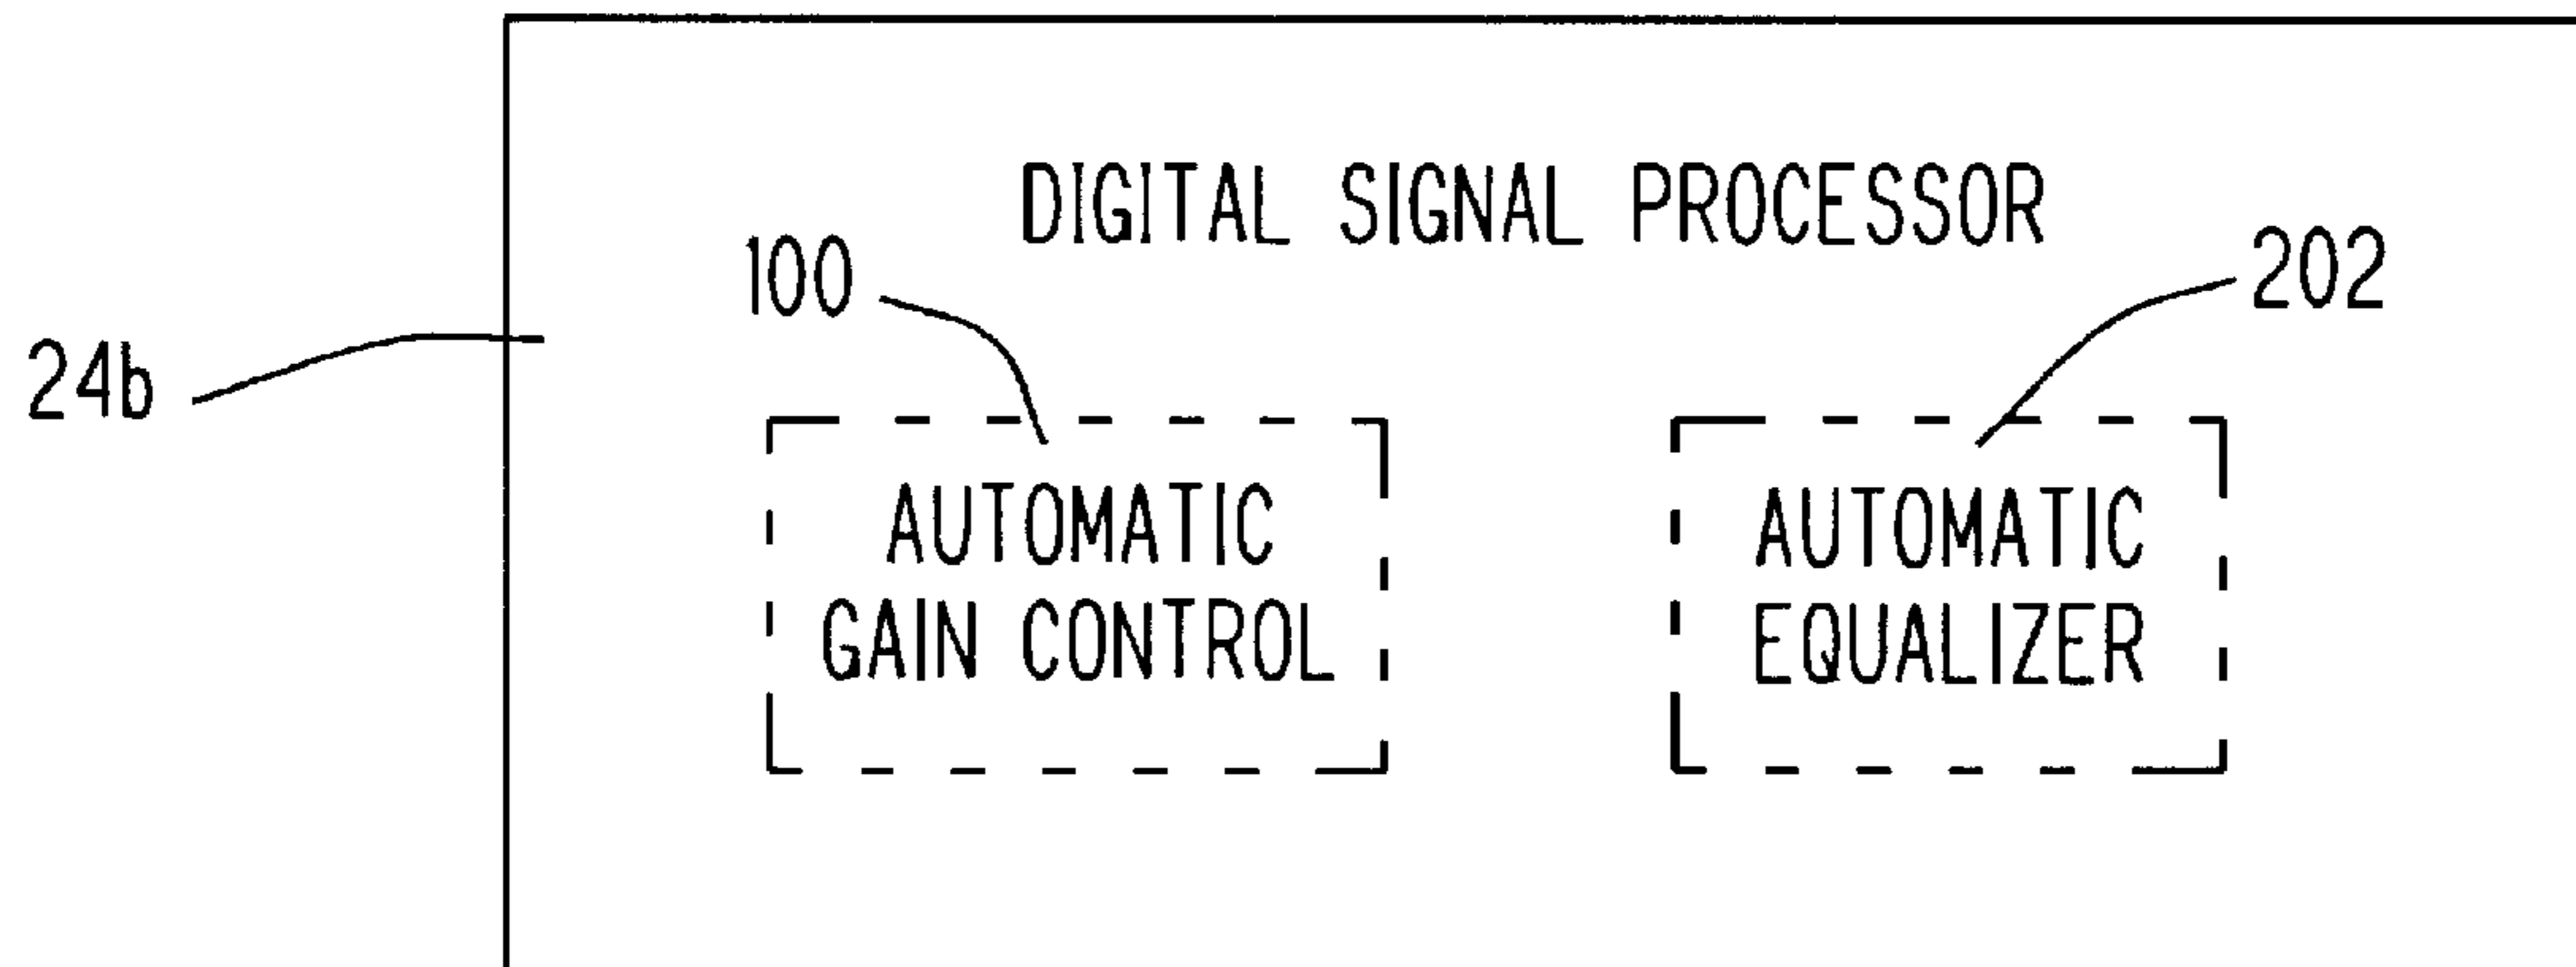 DIGITAL SIGNAL PROCESSOR
100
202
24b
AUTOMATIC
GAIN CONTROL
AUTOMATIC
EQUALIZER